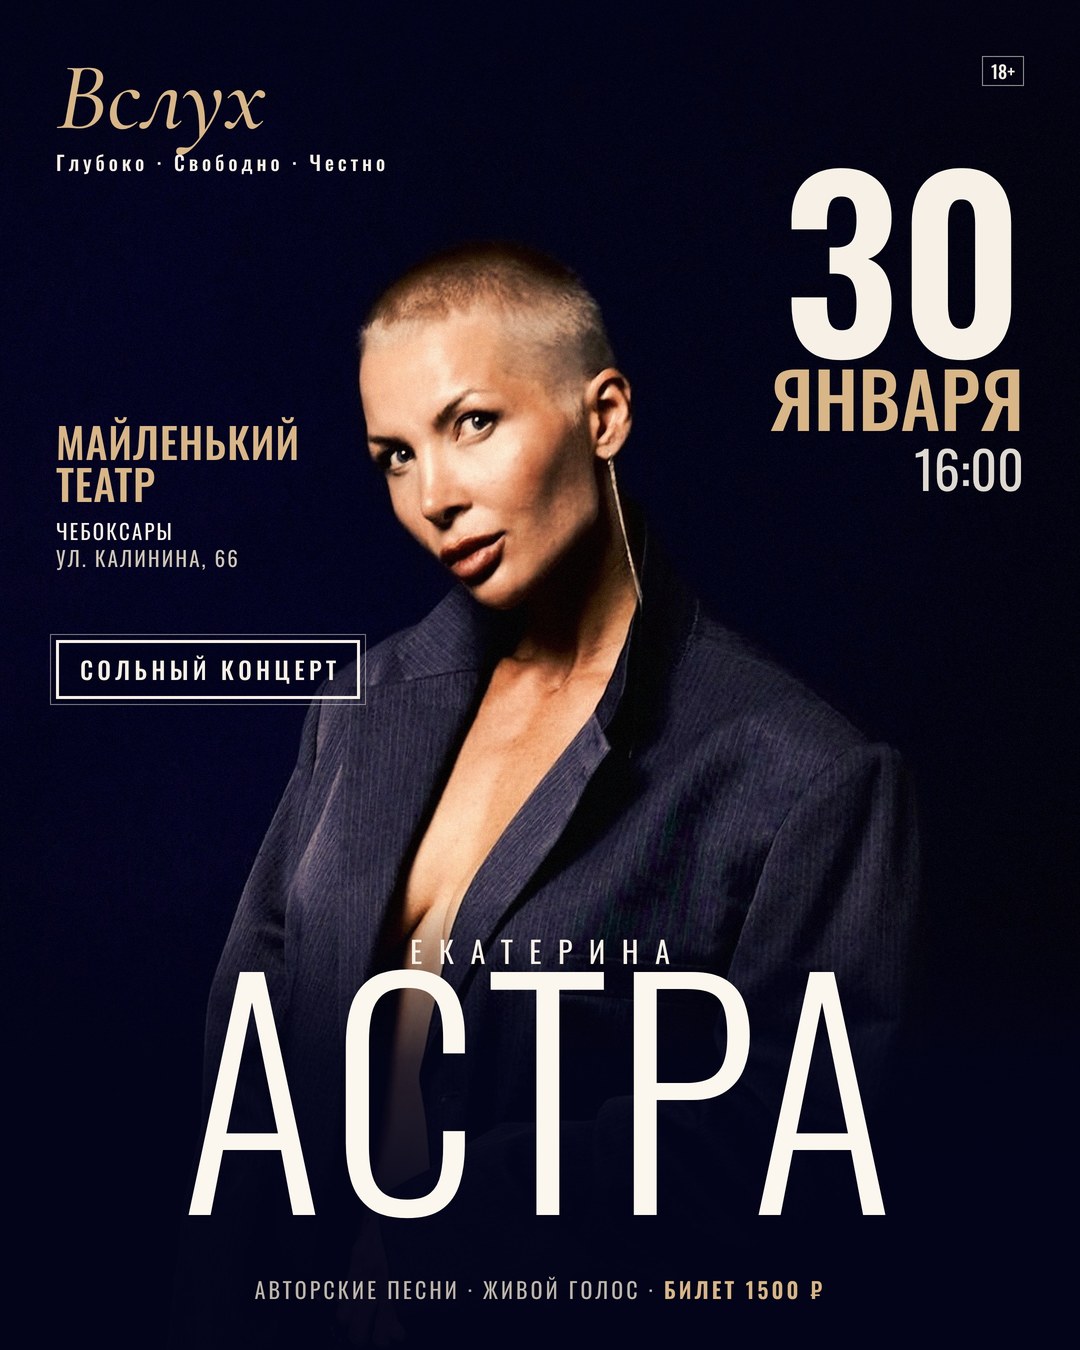 Вслух
Глубоко · Свободно · Честно
18+
30
ЯНВАРЯ
16:00
МАЙЛЕНЬКИЙ
ТЕАТР
ЧЕБОКСАРЫ
УЛ. КАЛИНИНА, 66
СОЛЬНЫЙ КОНЦЕРТ
ЕКАТЕРИНА
АСТРА
АВТОРСКИЕ ПЕСНИ · ЖИВОЙ ГОЛОС · БИЛЕТ 1500 ₽